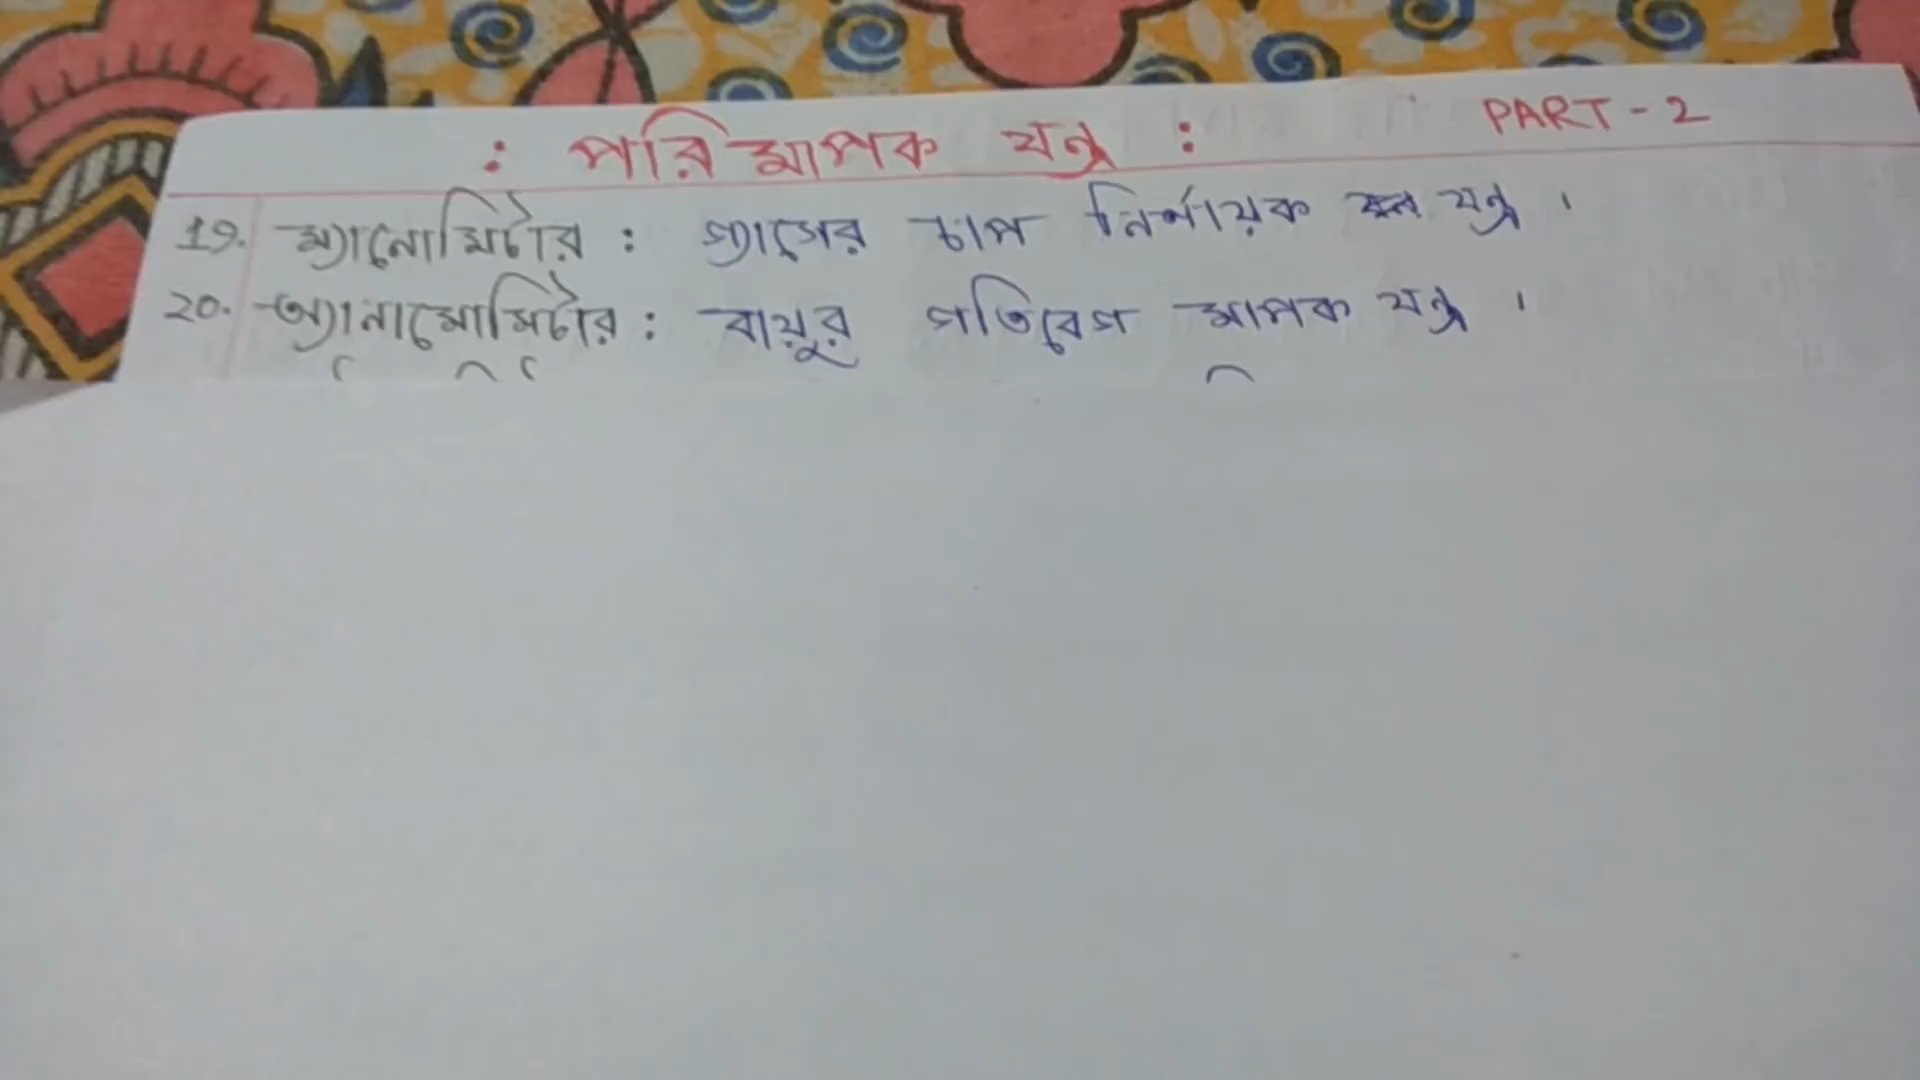 : পরিমাপক যন্ত্র : PART - 2
19. ম্যানোমিটার : গ্যাসের চাপ নির্ণায়ক যন্ত্র ।
20. অ্যানামোমিটার : বায়ুর গতিবেগ মাপক যন্ত্র ।